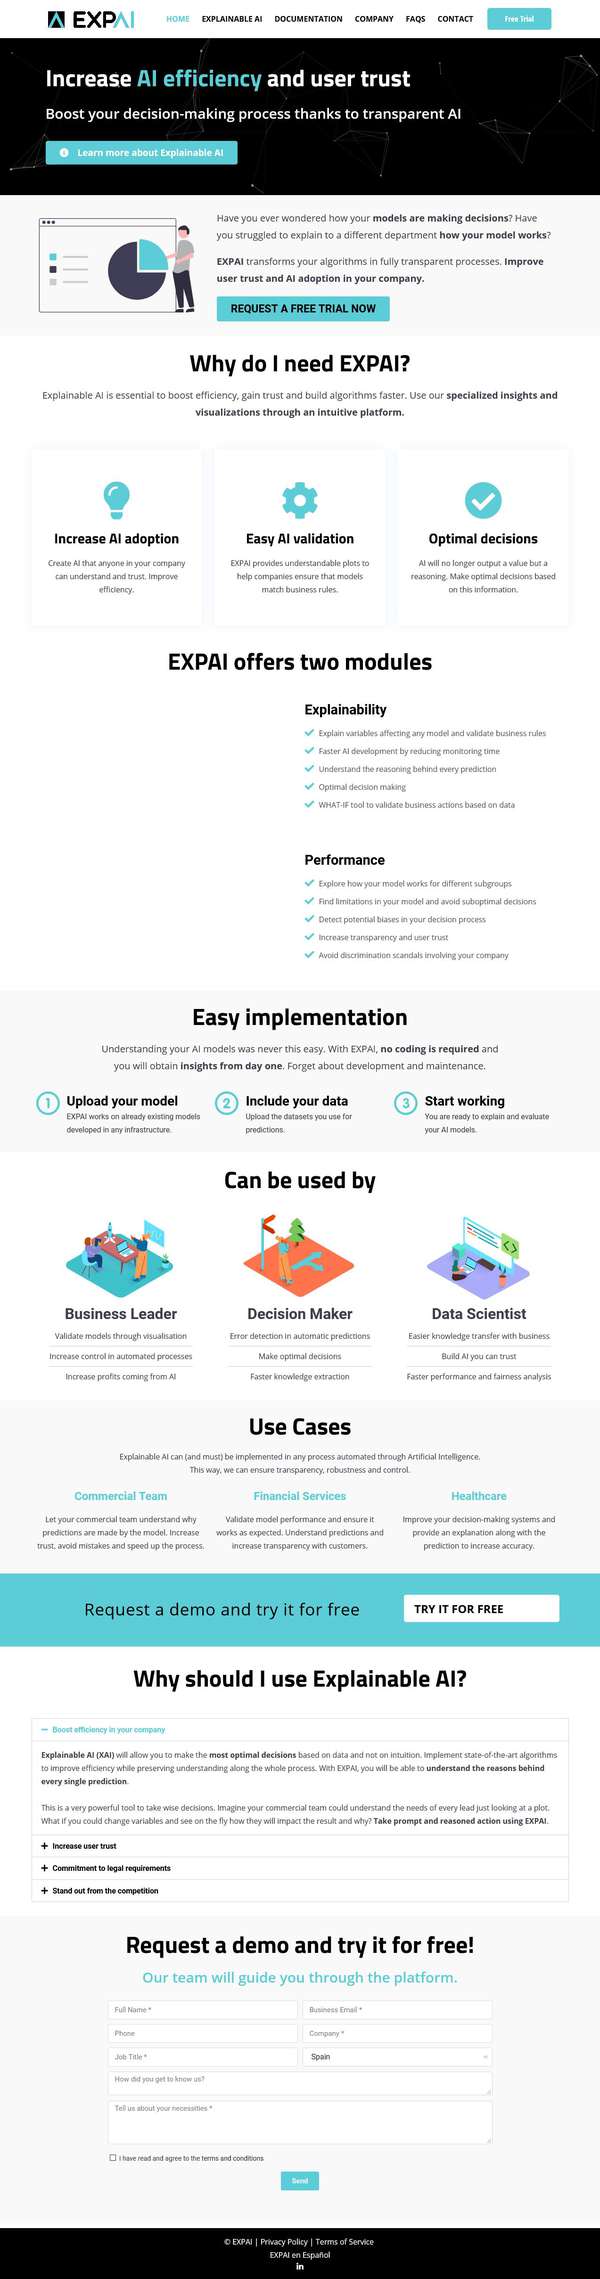 EXPAI
HOME EXPLAINABLE AI DOCUMENTATION COMPANY FAQS CONTACT Free Trial
Increase AI efficiency and user trust
Boost your decision-making process thanks to transparent AI
Learn more about Explainable AI
Have you ever wondered how your models are making decisions? Have
you struggled to explain to a different department how your model works?
EXPAI transforms your algorithms in fully transparent processes. Improve
user trust and AI adoption in your company.
REQUEST A FREE TRIAL NOW
Why do I need EXPAI?
Explainable AI is essential to boost efficiency, gain trust and build algorithms faster. Use our specialized insights and
visualizations through an intuitive platform.
Increase AI adoption
Create AI that anyone in your company
can understand and trust. Improve
efficiency.
Easy AI validation
EXPAI provides understandable plots to
help companies ensure that models
match business rules.
Optimal decisions
AI will no longer output a value but a
reasoning. Make optimal decisions based
on this information.
EXPAI offers two modules
Explainability
Explain variables affecting any model and validate business rules
Faster AI development by reducing monitoring time
Understand the reasoning behind every prediction
Optimal decision making
WHAT-IF tool to validate business actions based on data
Performance
Explore how your model works for different subgroups
Find limitations in your model and avoid suboptimal decisions
Detect potential biases in your decision process
Increase transparency and user trust
Avoid discrimination scandals involving your company
Easy implementation
Understanding your AI models was never this easy. With EXPAI, no coding is required and
you will obtain insights from day one. Forget about development and maintenance.
1 Upload your model
EXPAI works on already existing models
developed in any infrastructure.
2 Include your data
Upload the datasets you use for
predictions.
3 Start working
You are ready to explain and evaluate
your AI models.
Can be used by
Business Leader
Validate models through visualisation
Increase control in automated processes
Increase profits coming from AI
Decision Maker
Error detection in automatic predictions
Make optimal decisions
Faster knowledge extraction
Data Scientist
Easier knowledge transfer with business
Build AI you can trust
Faster performance and fairness analysis
Use Cases
Explainable AI can (and must) be implemented in any process automated through Artificial Intelligence.
This way, we can ensure transparency, robustness and control.
Commercial Team
Let your commercial team understand why
predictions are made by the model. Increase
trust, avoid mistakes and speed up the process.
Financial Services
Validate model performance and ensure it
works as expected. Understand predictions and
increase transparency with customers.
Healthcare
Improve your decision-making systems and
provide an explanation along with the
prediction to increase accuracy.
Request a demo and try it for free
TRY IT FOR FREE
Why should I use Explainable AI?
Boost efficiency in your company
Explainable AI (XAI) will allow you to make the most optimal decisions based on data and not on intuition. Implement state-of-the-art algorithms
to improve efficiency while preserving understanding along the whole process. With EXPAI, you will be able to understand the reasons behind
every single prediction.
This is a very powerful tool to take wise decisions. Imagine your commercial team could understand the needs of every lead just looking at a plot.
What if you could change variables and see on the fly how they will impact the result and why? Take prompt and reasoned action using EXPAI.
Increase user trust
Commitment to legal requirements
Stand out from the competition
Request a demo and try it for free!
Our team will guide you through the platform.
Full Name *
Business Email *
Phone
Company *
Job Title *
Spain
How did you get to know us?
Tell us about your necessities *
I have read and agree to the terms and conditions
Send
© EXPAI | Privacy Policy | Terms of Service
EXPAI en Español
in